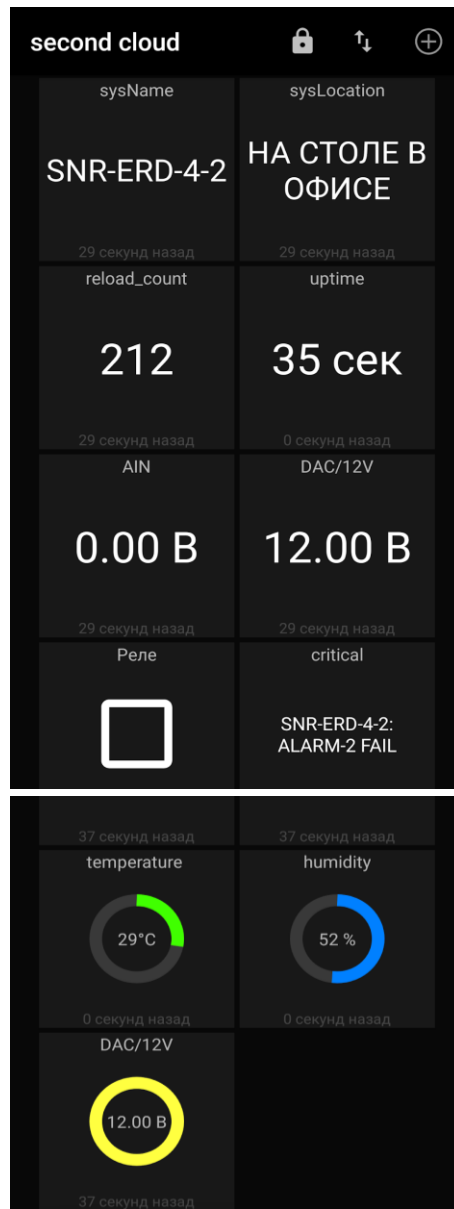 second cloud
sysName
sysLocation
SNR-ERD-4-2
НА СТОЛЕ В
ОФИСЕ
29 секунд назад
29 секунд назад
reload_count
uptime
212
35 сек
29 секунд назад
0 секунд назад
AIN
DAC/12V
0.00 В
12.00 В
29 секунд назад
29 секунд назад
Реле
critical
SNR-ERD-4-2:
ALARM-2 FAIL
37 секунд назад
37 секунд назад
temperature
humidity
29°C
52 %
0 секунд назад
0 секунд назад
DAC/12V
12.00 В
37 секунд назад